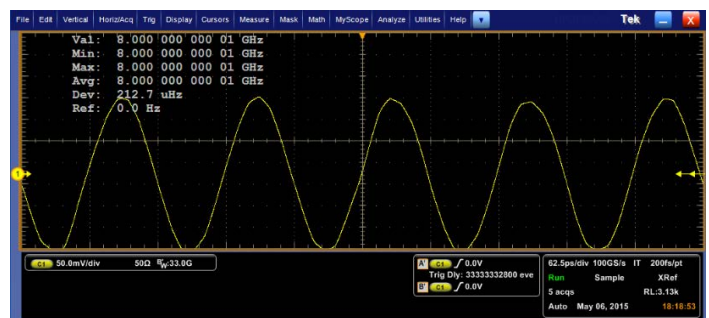 File Edit Vertical Horiz/Acq Trig Display Cursors Measure Mask Math MyScope Analyze Utilities Help Tek X
Val: 8.000 000 000 01 GHz
Min: 8.000 000 000 01 GHz
Max: 8.000 000 000 01 GHz
Avg: 8.000 000 000 01 GHz
Dev: 212.7 uHz
Ref: 0.0 Hz
1
C1 50.0mV/div 50Ω BW:33.0G
A' C1 / 0.0V
Trig Dly: 33333332800 eve
B' C1 / 0.0V
62.5ps/div 100GS/s IT 200fs/pt
Run Sample XRef
5 acqs RL:3.13k
Auto May 06, 2015 18:18:53